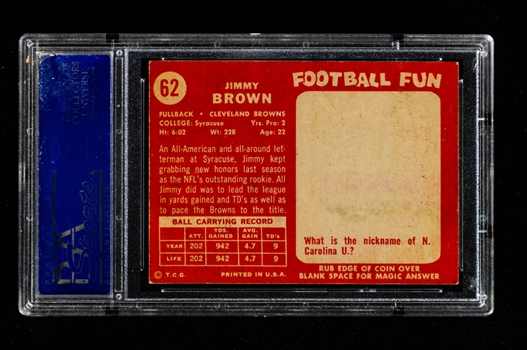 62
JIMMY
BROWN
FULLBACK • CLEVELAND BROWNS
COLLEGE: Syracuse Yrs. Pro: 2
Ht: 6:02 Wt: 228 Age: 22
An All-American and all-around let-
terman at Syracuse, Jimmy kept
grabbing new honors last season
as the NFL's outstanding rookie. All
Jimmy did was to lead the league
in yards gained and TD's as well as
to pace the Browns to the title.
BALL CARRYING RECORD
ATT. YDS. GAINED AVG. GAIN TD's
YEAR 202 942 4.7 9
LIFE 202 942 4.7 9
© T.C.G. PRINTED IN U.S.A.
FOOTBALL FUN
What is the nickname of N.
Carolina U.?
RUB EDGE OF COIN OVER
BLANK SPACE FOR MAGIC ANSWER
PSA